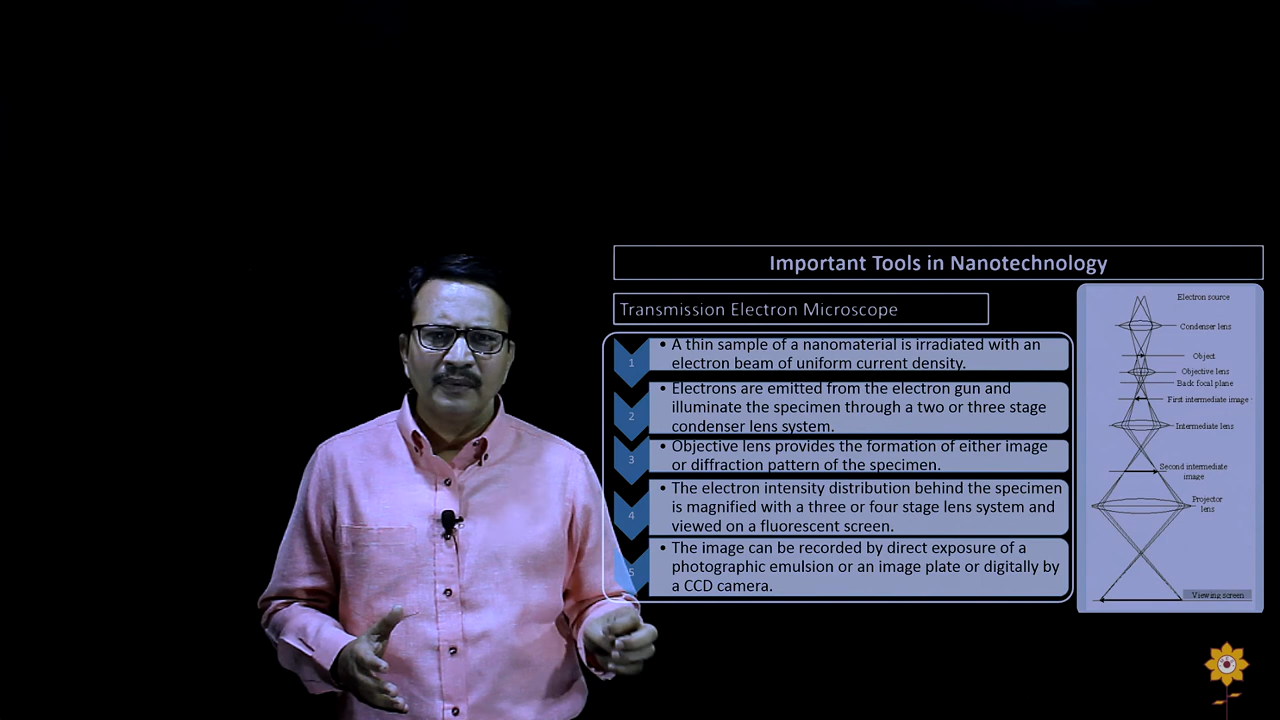 Important Tools in Nanotechnology
Transmission Electron Microscope
1
• A thin sample of a nanomaterial is irradiated with an
electron beam of uniform current density.
2
• Electrons are emitted from the electron gun and
illuminate the specimen through a two or three stage
condenser lens system.
3
• Objective lens provides the formation of either image
or diffraction pattern of the specimen.
4
• The electron intensity distribution behind the specimen
is magnified with a three or four stage lens system and
viewed on a fluorescent screen.
5
• The image can be recorded by direct exposure of a
photographic emulsion or an image plate or digitally by
a CCD camera.
Electron source
Condenser lens
Object
Objective lens
Back focal plane
First intermediate image
Intermediate lens
Second intermediate
image
Projector
lens
Viewing screen